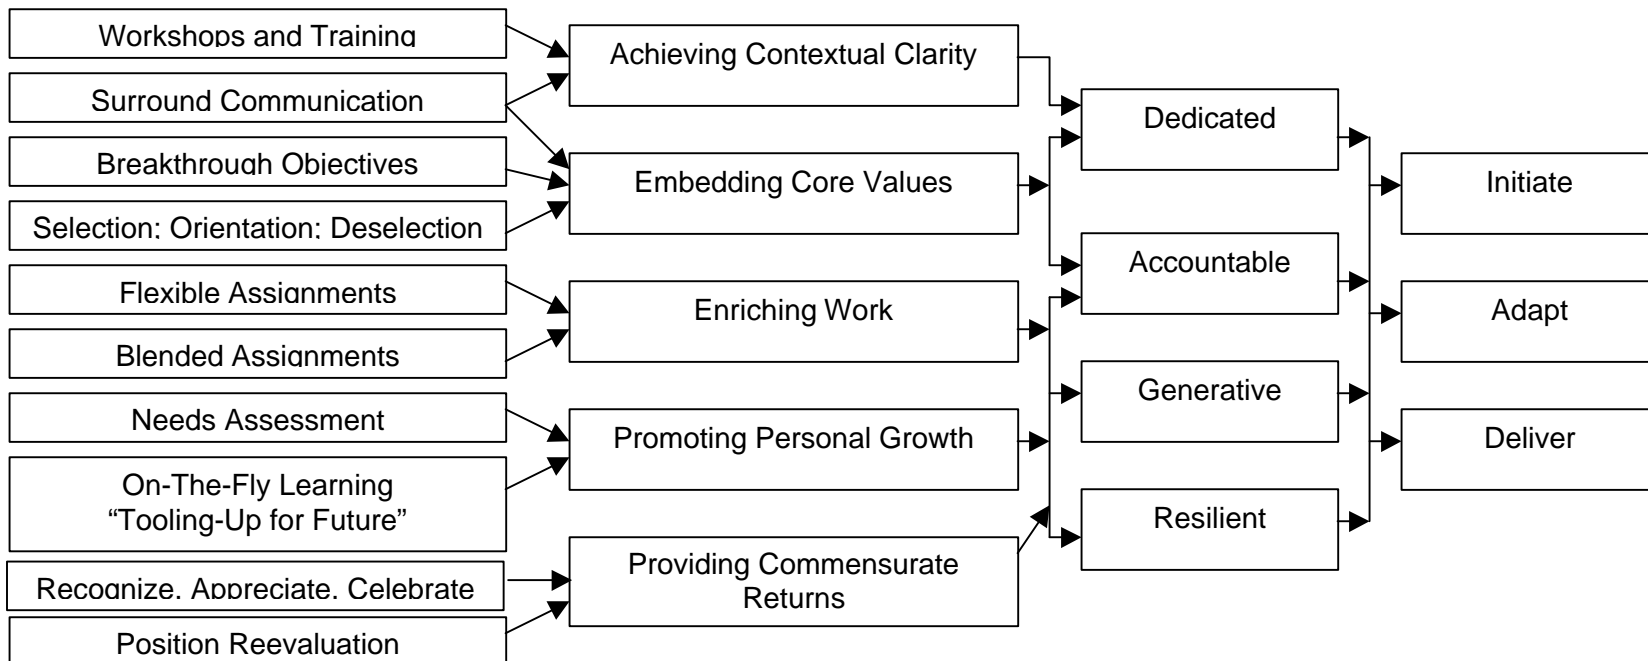 Workshops and Training
Surround Communication
Breakthrough Objectives
Selection; Orientation; Deselection
Flexible Assignments
Blended Assignments
Needs Assessment
On-The-Fly Learning
“Tooling-Up for Future”
Recognize, Appreciate, Celebrate
Position Reevaluation
Achieving Contextual Clarity
Embedding Core Values
Enriching Work
Promoting Personal Growth
Providing Commensurate
Returns
Dedicated
Accountable
Generative
Resilient
Initiate
Adapt
Deliver